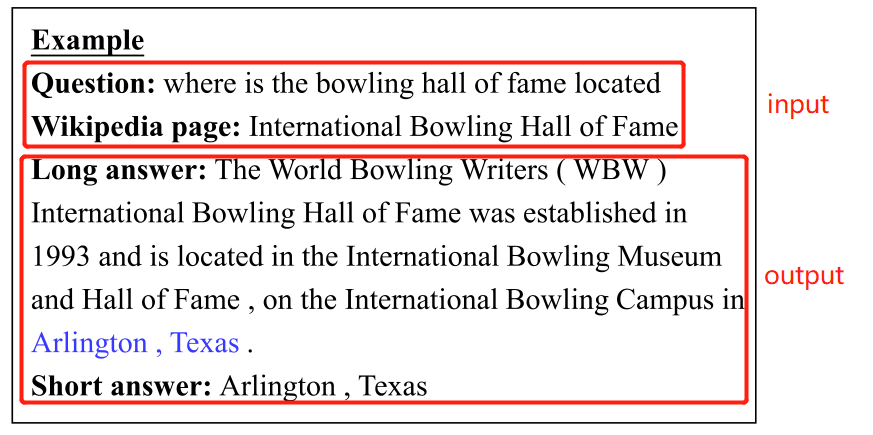 Example
Question: where is the bowling hall of fame located
Wikipedia page: International Bowling Hall of Fame
input
Long answer: The World Bowling Writers ( WBW )
International Bowling Hall of Fame was established in
1993 and is located in the International Bowling Museum
and Hall of Fame , on the International Bowling Campus in
output
Arlington , Texas .
Short answer: Arlington , Texas